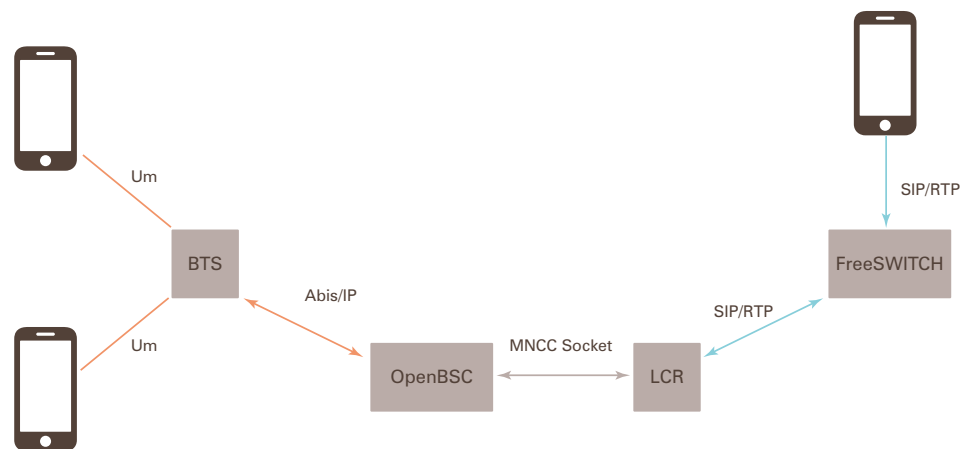 Um
SIP/RTP
BTS
FreeSWITCH
Abis/IP
SIP/RTP
Um
MNCC Socket
OpenBSC
LCR